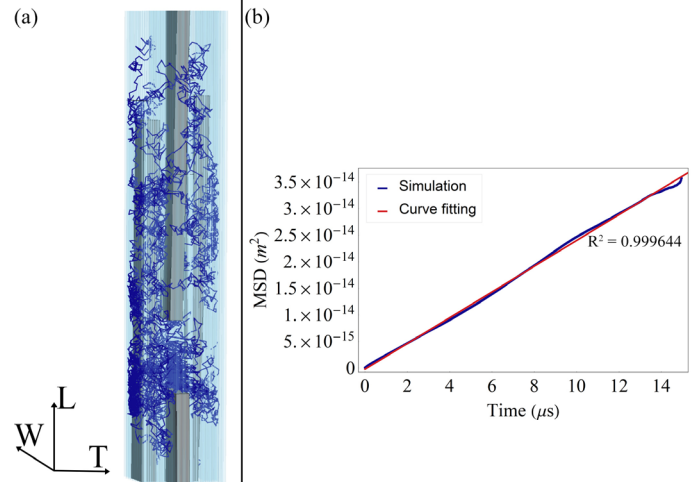 (a)
L
W
T
(b)
3.5×10⁻¹⁴
3.×10⁻¹⁴
2.5×10⁻¹⁴
2.×10⁻¹⁴
1.5×10⁻¹⁴
1.×10⁻¹⁴
5.×10⁻¹⁵
0
MSD (m²)
Simulation
Curve fitting
R² = 0.999644
0 2 4 6 8 10 12 14
Time (μs)